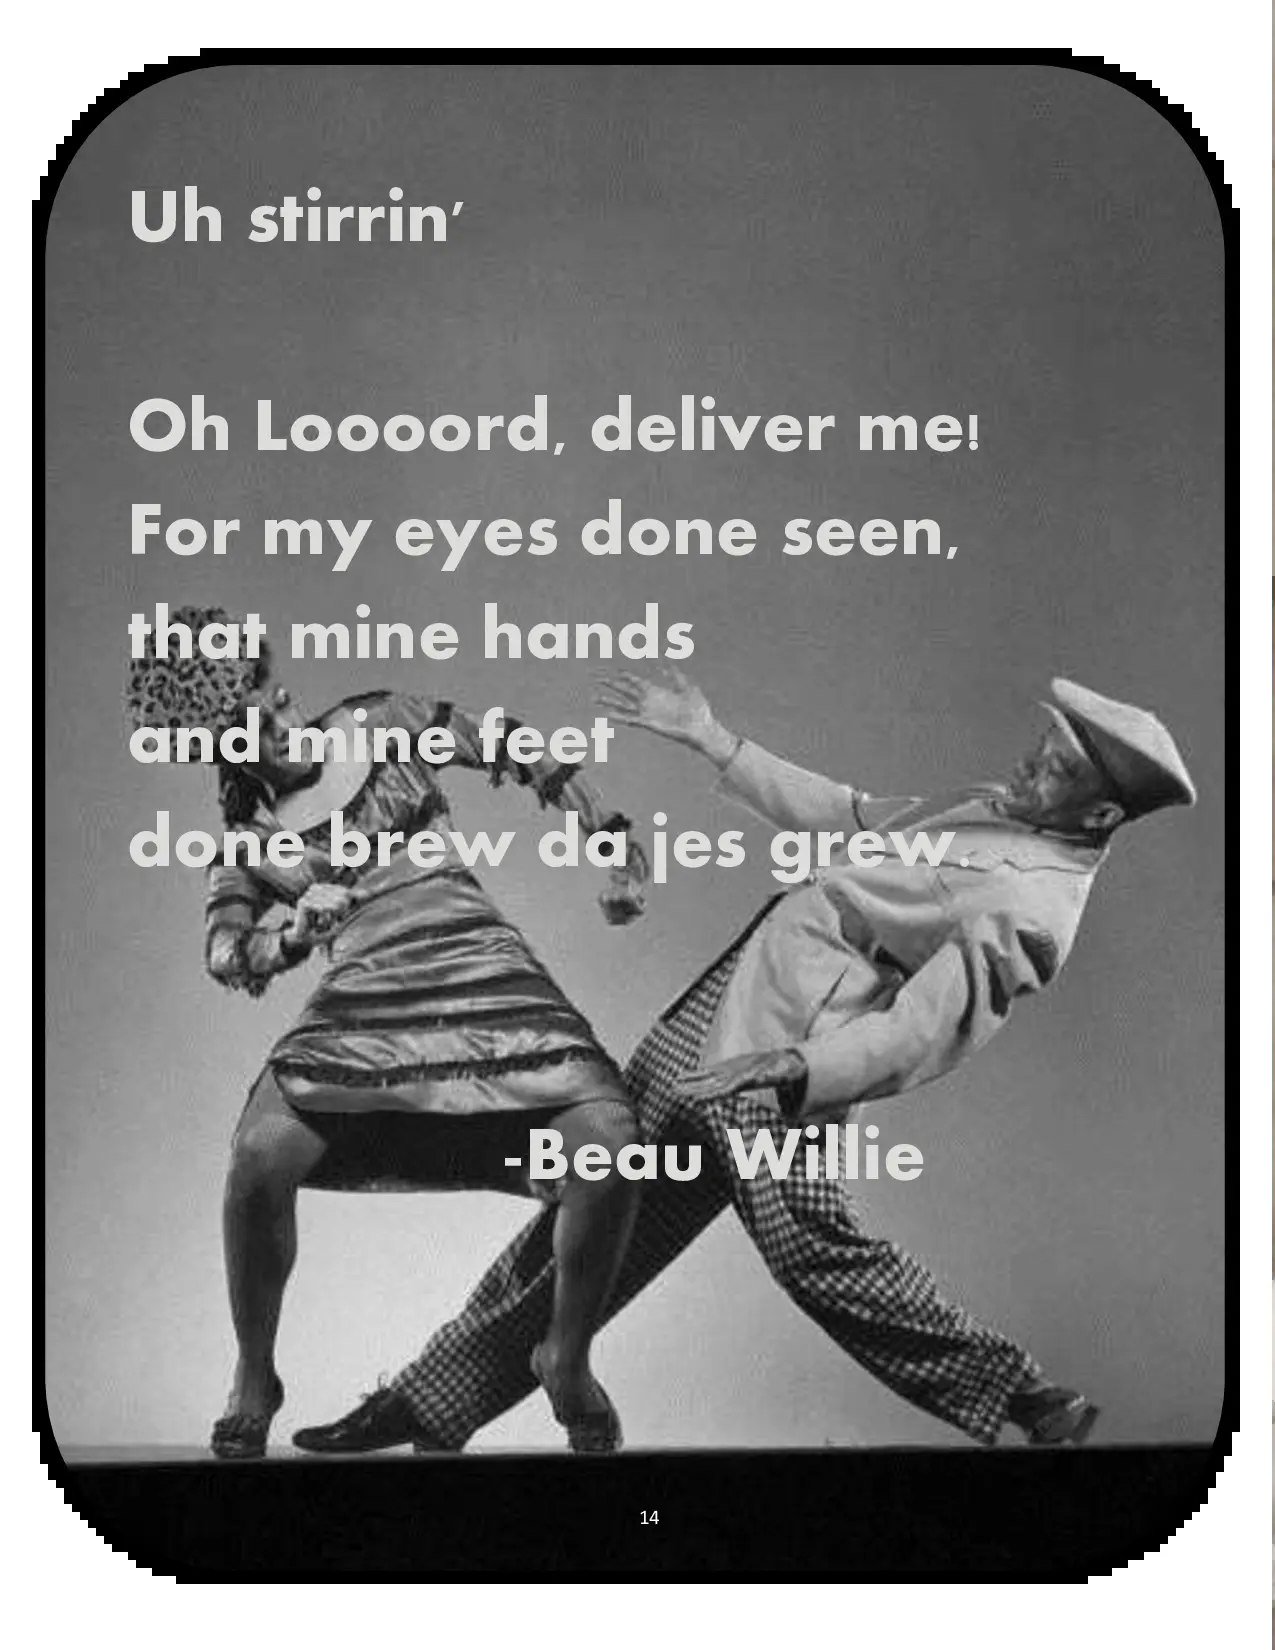 Uh stirrin’
Oh Loooord, deliver me!
For my eyes done seen,
that mine hands
and mine feet
done brew da jes grew.
-Beau Willie
14